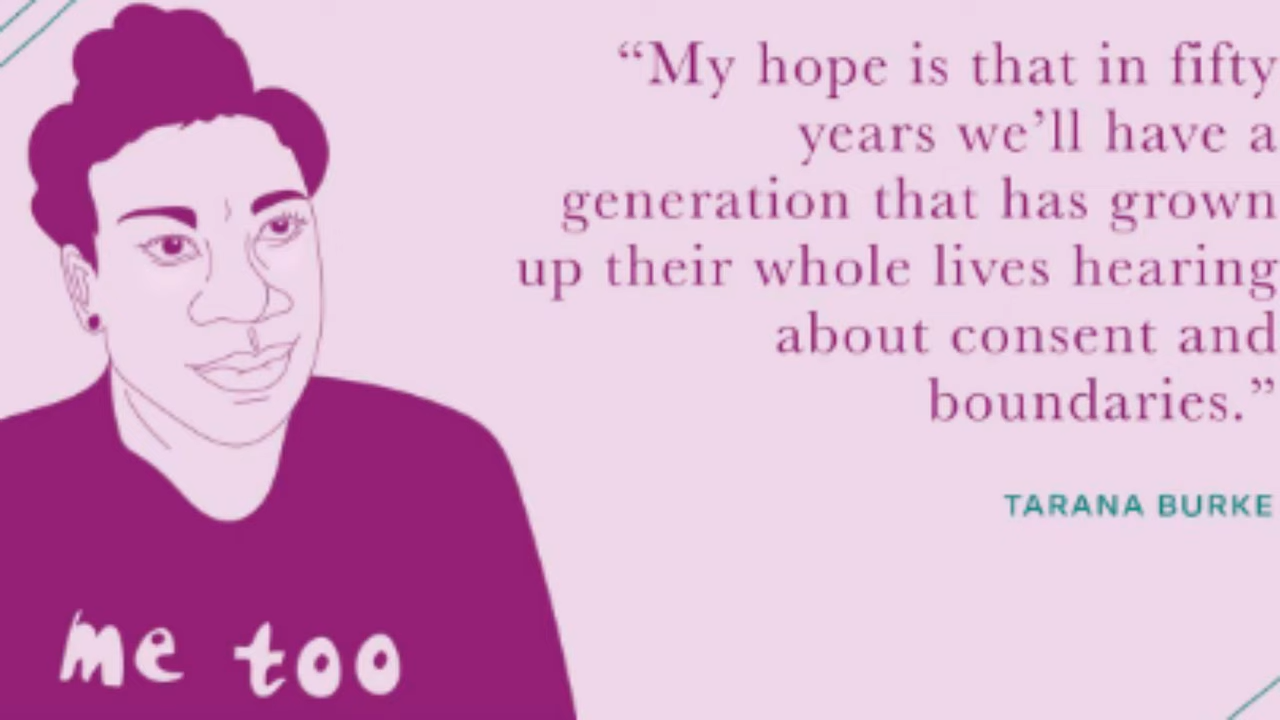 “My hope is that in fifty
years we’ll have a
generation that has grown
up their whole lives hearing
about consent and
boundaries.”
TARANA BURKE
me too